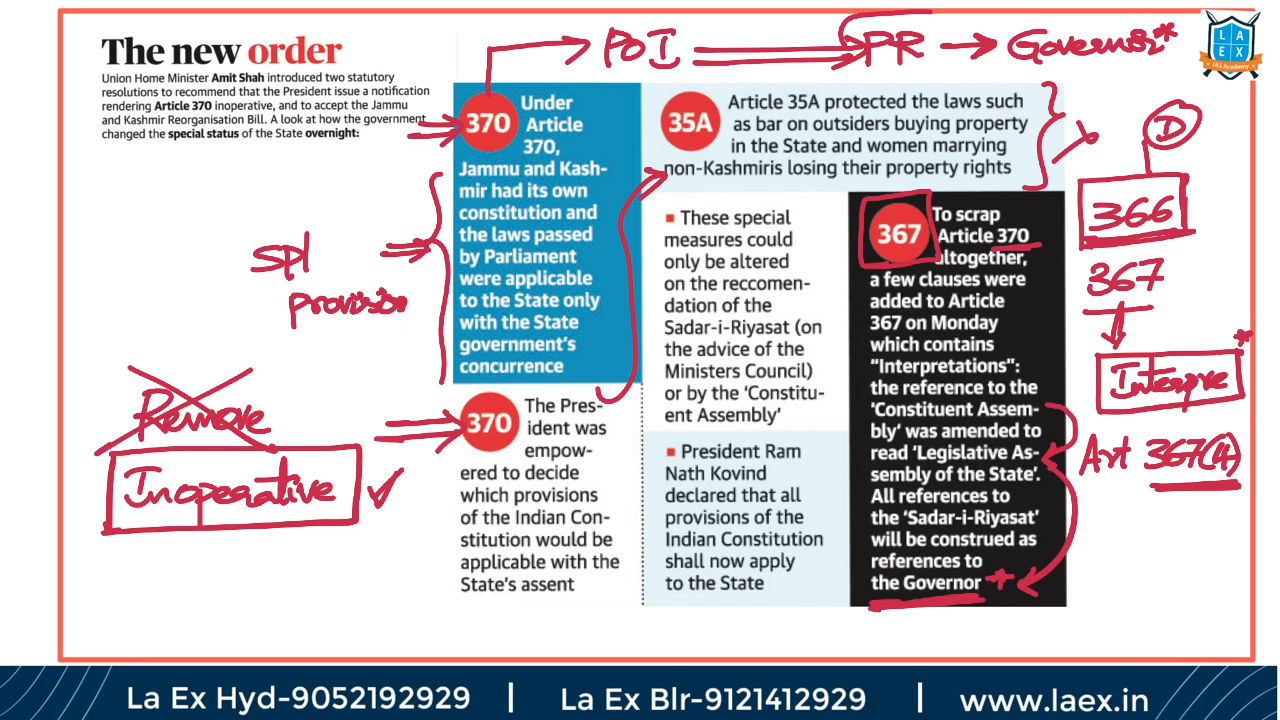 POI PR Governor*
LA
EX
IAS Academy
The new order
Union Home Minister Amit Shah introduced two statutory
resolutions to recommend that the President issue a notification
rendering Article 370 inoperative, and to accept the Jammu
and Kashmir Reorganisation Bill. A look at how the government
changed the special status of the State overnight:
370
Under
Article
370,
Jammu and Kash-
mir had its own
constitution and
the laws passed
by Parliament
were applicable
to the State only
with the State
government's
concurrence
spl
provision
Remove
Inoperative ✓
370
The Pres-
ident was
empow-
ered to decide
which provisions
of the Indian Con-
stitution would be
applicable with the
State's assent
35A
Article 35A protected the laws such
as bar on outsiders buying property
in the State and women marrying
non-Kashmiris losing their property rights
These special
measures could
only be altered
on the reccomen-
dation of the
Sadar-i-Riyasat (on
the advice of the
Ministers Council)
or by the 'Constitu-
ent Assembly'
President Ram
Nath Kovind
declared that all
provisions of the
Indian Constitution
shall now apply
to the State
367
To scrap
Article 370
altogether,
a few clauses were
added to Article
367 on Monday
which contains
"Interpretations":
the reference to the
'Constituent Assem-
bly' was amended to
read 'Legislative As-
sembly of the State'.
All references to
the 'Sadar-i-Riyasat'
will be construed as
references to
the Governor *
D
366
367
Interpre *
Art 367(4)
La Ex Hyd-9052192929 | La Ex Blr-9121412929 | www.laex.in